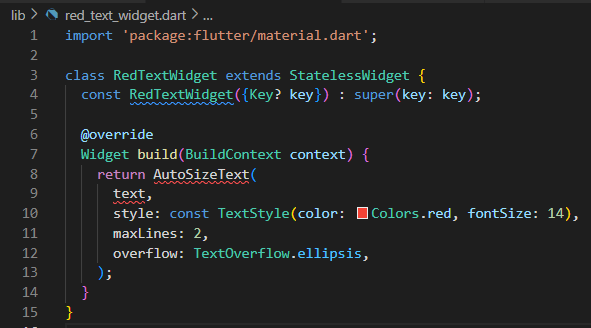 lib > red_text_widget.dart > ...
1 import 'package:flutter/material.dart';
2
3 class RedTextWidget extends StatelessWidget {
4   const RedTextWidget({Key? key}) : super(key: key);
5
6   @override
7   Widget build(BuildContext context) {
8     return AutoSizeText(
9       text,
10       style: const TextStyle(color: Colors.red, fontSize: 14),
11       maxLines: 2,
12       overflow: TextOverflow.ellipsis,
13     );
14   }
15 }